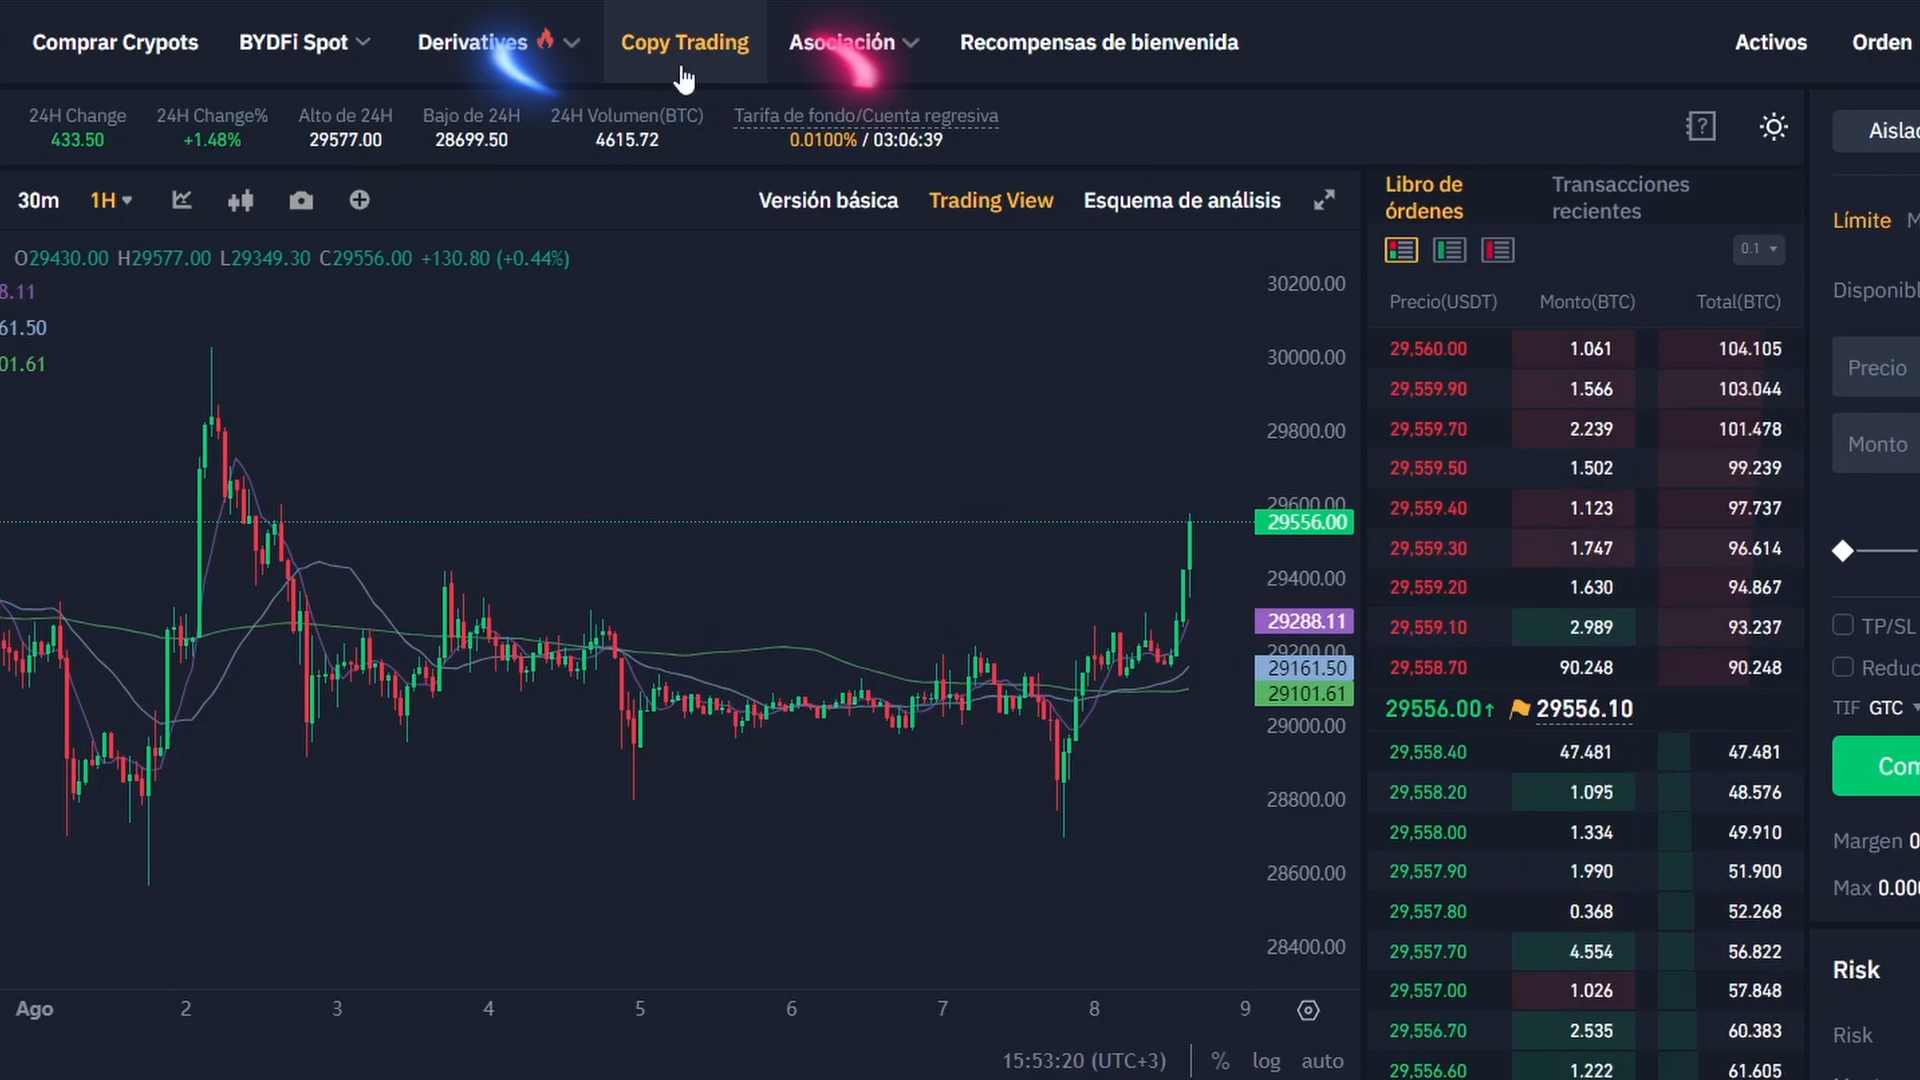 Comprar Crypots BYDFi Spot Derivatives Copy Trading Asociación Recompensas de bienvenida Activos Orden
24H Change 24H Change% Alto de 24H Bajo de 24H 24H Volumen(BTC) Tarifa de fondo/Cuenta regresiva
433.50 +1.48% 29577.00 28699.50 4615.72 0.0100% / 03:06:39
30m 1H Versión básica Trading View Esquema de análisis
O29430.00 H29577.00 L29349.30 C29556.00 +130.80 (+0.44%)
8.11
61.50
01.61
30200.00
30000.00
29800.00
29600.00
29556.00
29400.00
29288.11
29200.00
29161.50
29101.61
29000.00
28800.00
28600.00
28400.00
Ago 2 3 4 5 6 7 8 9
15:53:20 (UTC+3) % log auto
Libro de órdenes
Transacciones recientes
0.1
Precio(USDT) Monto(BTC) Total(BTC)
29,560.00 1.061 104.105
29,559.90 1.566 103.044
29,559.70 2.239 101.478
29,559.50 1.502 99.239
29,559.40 1.123 97.737
29,559.30 1.747 96.614
29,559.20 1.630 94.867
29,559.10 2.989 93.237
29,558.70 90.248 90.248
29556.00↑ 29556.10
29,558.40 47.481 47.481
29,558.20 1.095 48.576
29,558.00 1.334 49.910
29,557.90 1.990 51.900
29,557.80 0.368 52.268
29,557.70 4.554 56.822
29,557.00 1.026 57.848
29,556.70 2.535 60.383
29,556.60 1.222 61.605
Aislac
Límite M
Disponibl
Precio
Monto
TP/SL
Reduc
TIF GTC
Com
Margen 0
Max 0.000
Risk
Risk